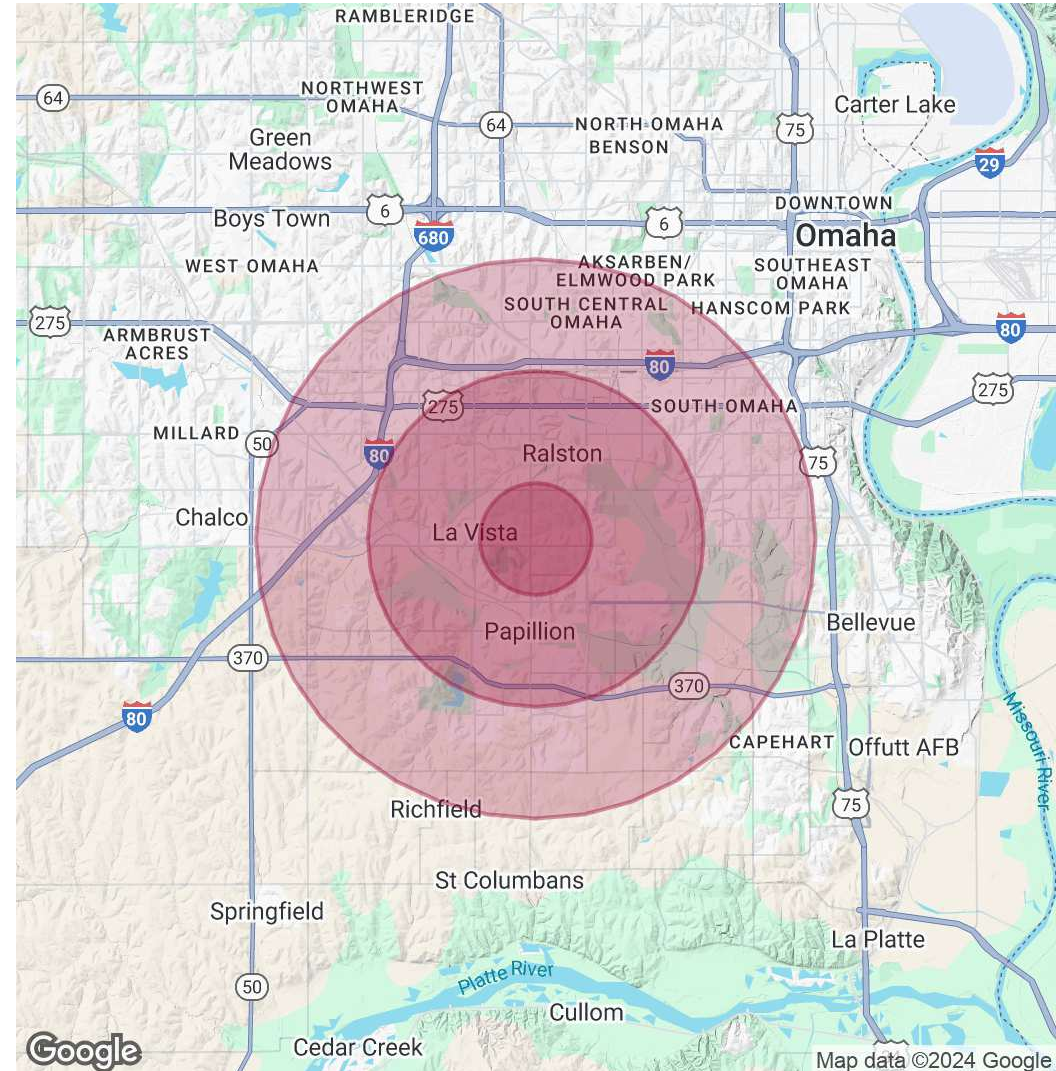 RAMBLERIDGE
64
NORTHWEST
OMAHA
Carter Lake
64
NORTH OMAHA
75
Green
Meadows
BENSON
29
6
DOWNTOWN
Boys Town
6
680
Omaha
WEST OMAHA
AKSARBEN/
ELMWOOD PARK
SOUTHEAST
OMAHA
SOUTH CENTRAL
OMAHA
HANSCOM PARK
275
80
ARMBRUST
ACRES
80
275
275
SOUTH OMAHA
MILLARD
50
80
Ralston
75
Chalco
La Vista
Papillion
Bellevue
370
370
80
Missouri River
CAPEHART
Offutt AFB
Richfield
75
St Columbans
Springfield
La Platte
Platte River
50
Cullom
Cedar Creek
Google
Map data ©2024 Google